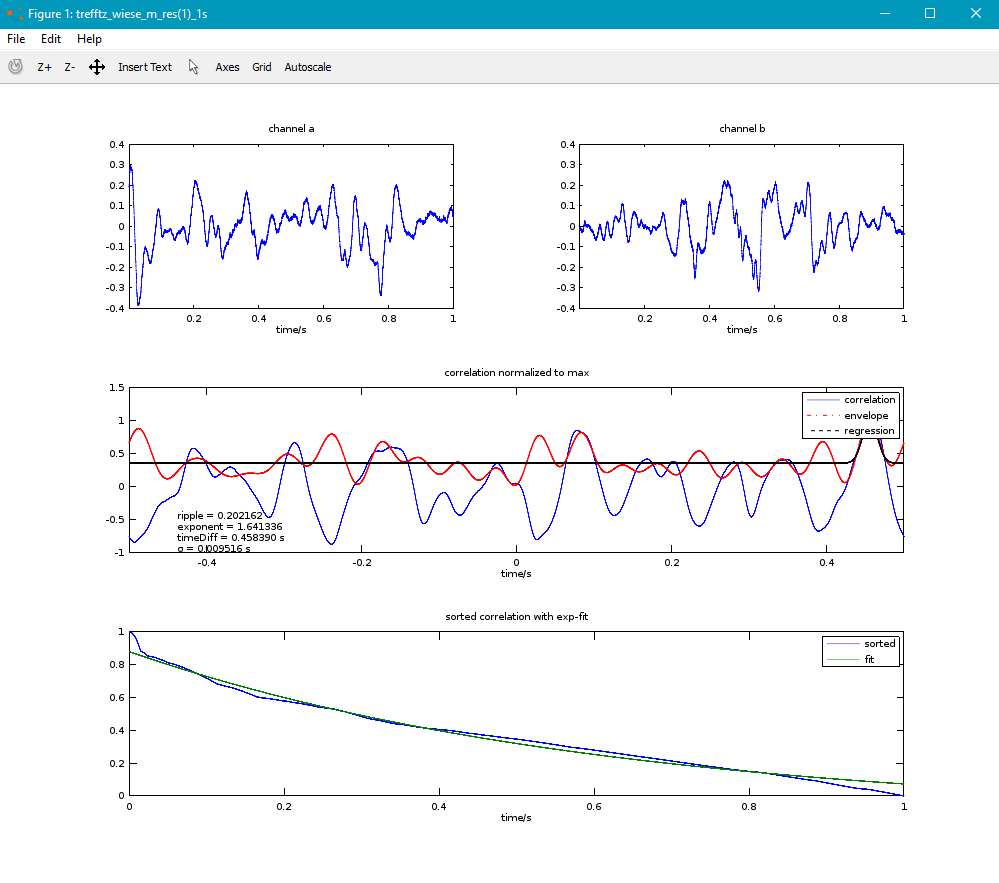 Figure 1: trefftz_wiese_m_res(1)_1s
File Edit Help
Z+ Z- Insert Text Axes Grid Autoscale
channel a
0.4
0.3
0.2
0.1
0
-0.1
-0.2
-0.3
-0.4
0.2 0.4 0.6 0.8 1
time/s
channel b
0.4
0.3
0.2
0.1
0
-0.1
-0.2
-0.3
-0.4
0.2 0.4 0.6 0.8 1
time/s
correlation normalized to max
1.5
1
0.5
0
-0.5
-1
correlation
envelope
regression
ripple = 0.202162
exponent = 1.641336
timeDiff = 0.458390 s
σ = 0.009516 s
-0.4 -0.2 0 0.2 0.4
time/s
sorted correlation with exp-fit
1
0.8
0.6
0.4
0.2
0
sorted
fit
0 0.2 0.4 0.6 0.8 1
time/s